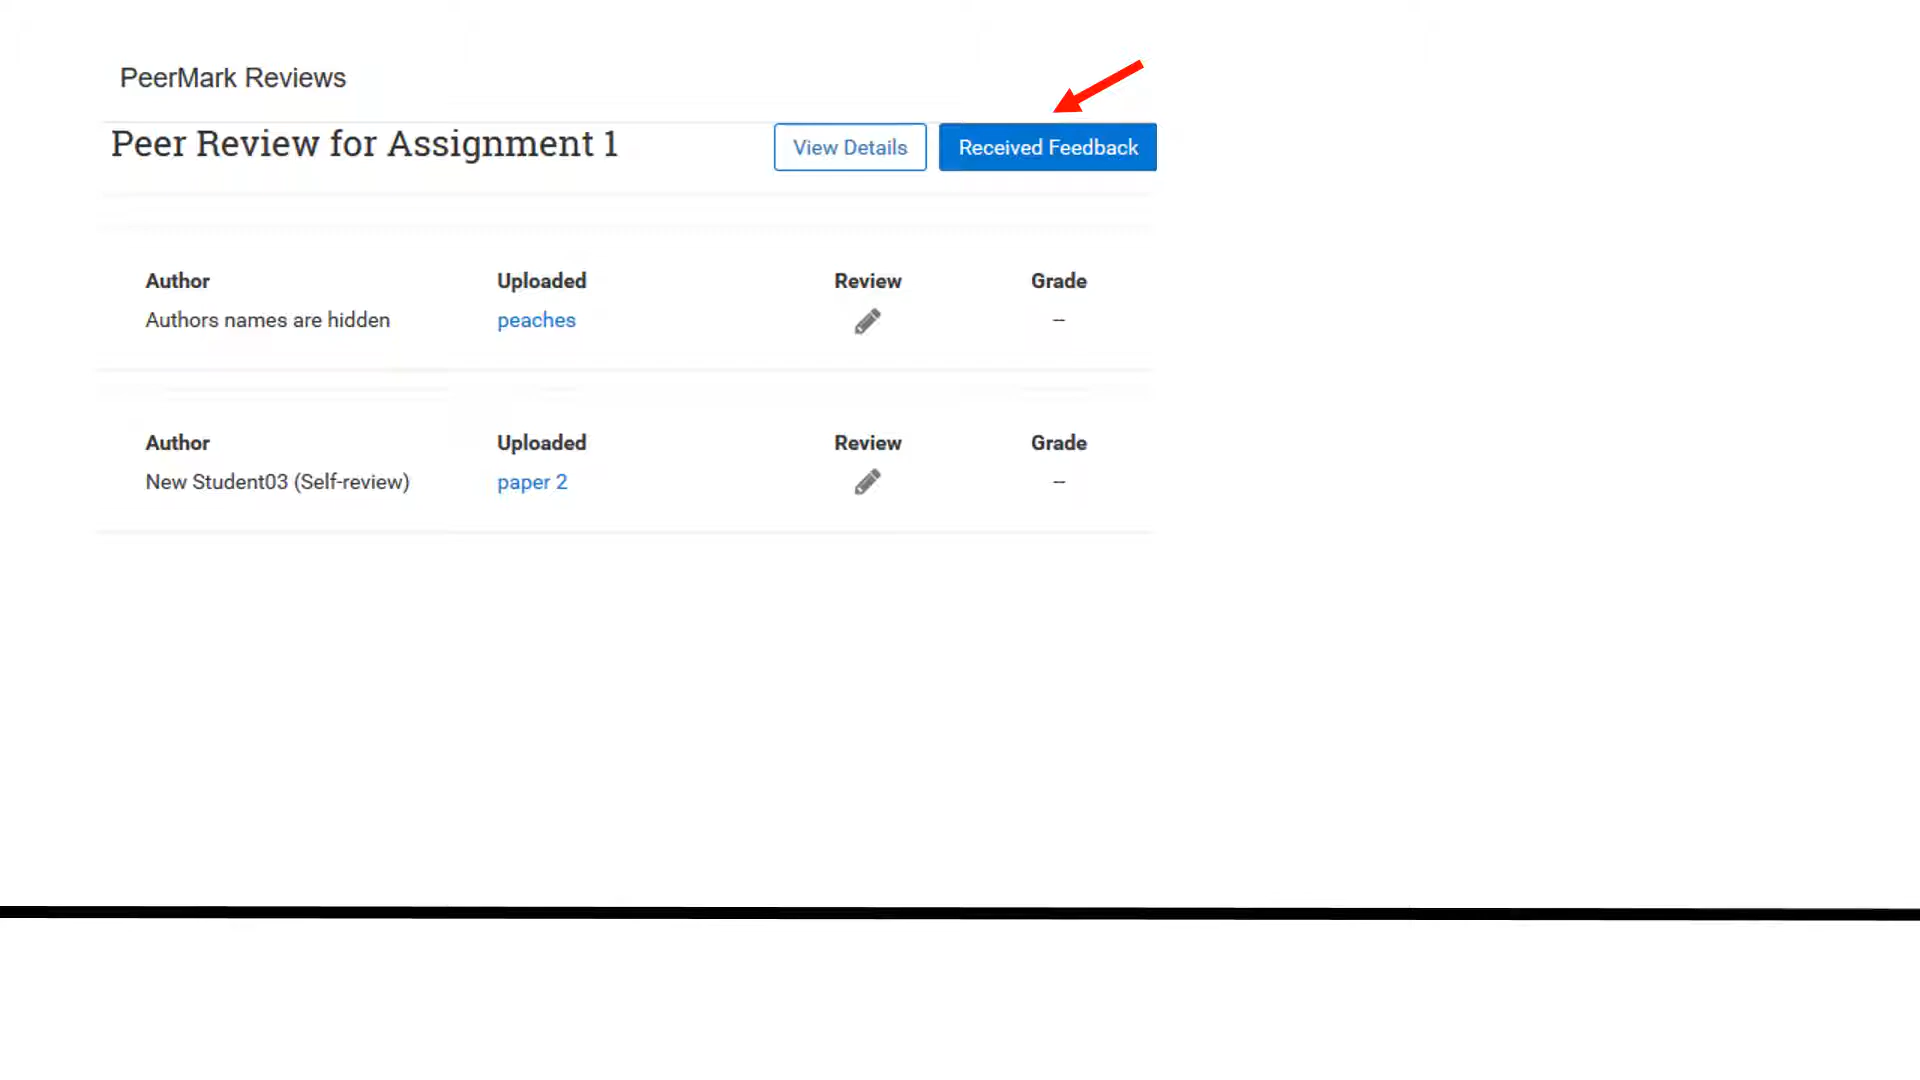 PeerMark Reviews
Peer Review for Assignment 1
View Details
Received Feedback
Author Uploaded Review Grade
Authors names are hidden peaches --
Author Uploaded Review Grade
New Student03 (Self-review) paper 2 --